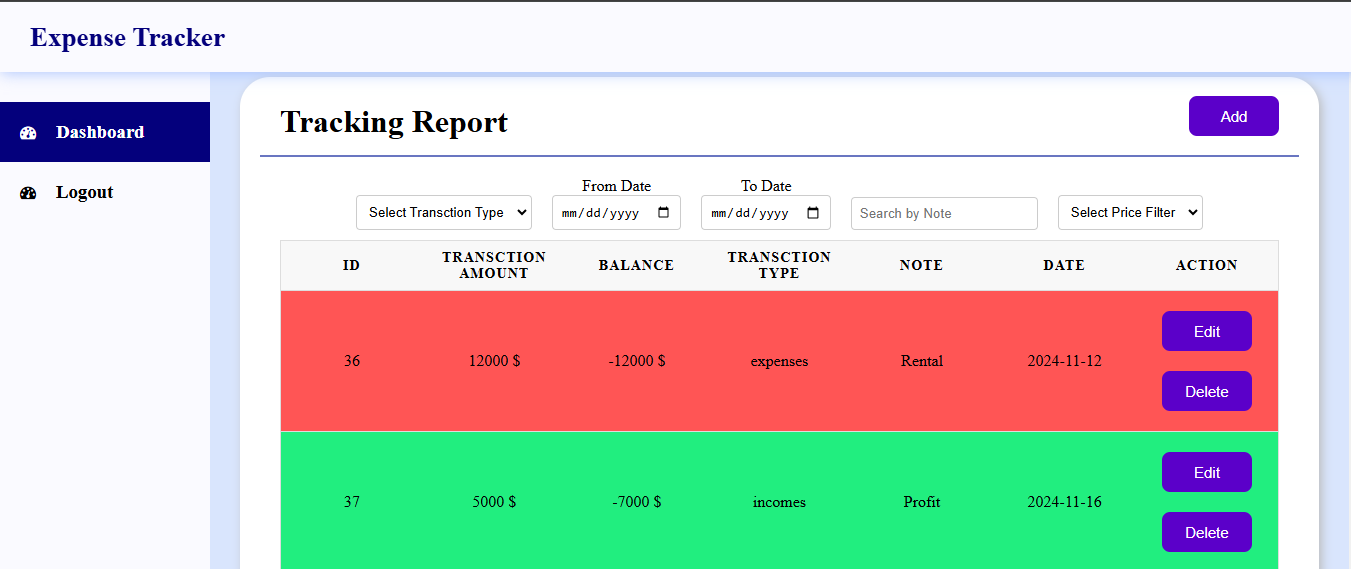 Expense Tracker
Dashboard
Logout
Tracking Report
Add
From Date
To Date
Select Transction Type
mm/dd/yyyy
mm/dd/yyyy
Search by Note
Select Price Filter
ID TRANSCTION AMOUNT BALANCE TRANSCTION TYPE NOTE DATE ACTION
36 12000 $ -12000 $ expenses Rental 2024-11-12
Edit
Delete
37 5000 $ -7000 $ incomes Profit 2024-11-16
Edit
Delete